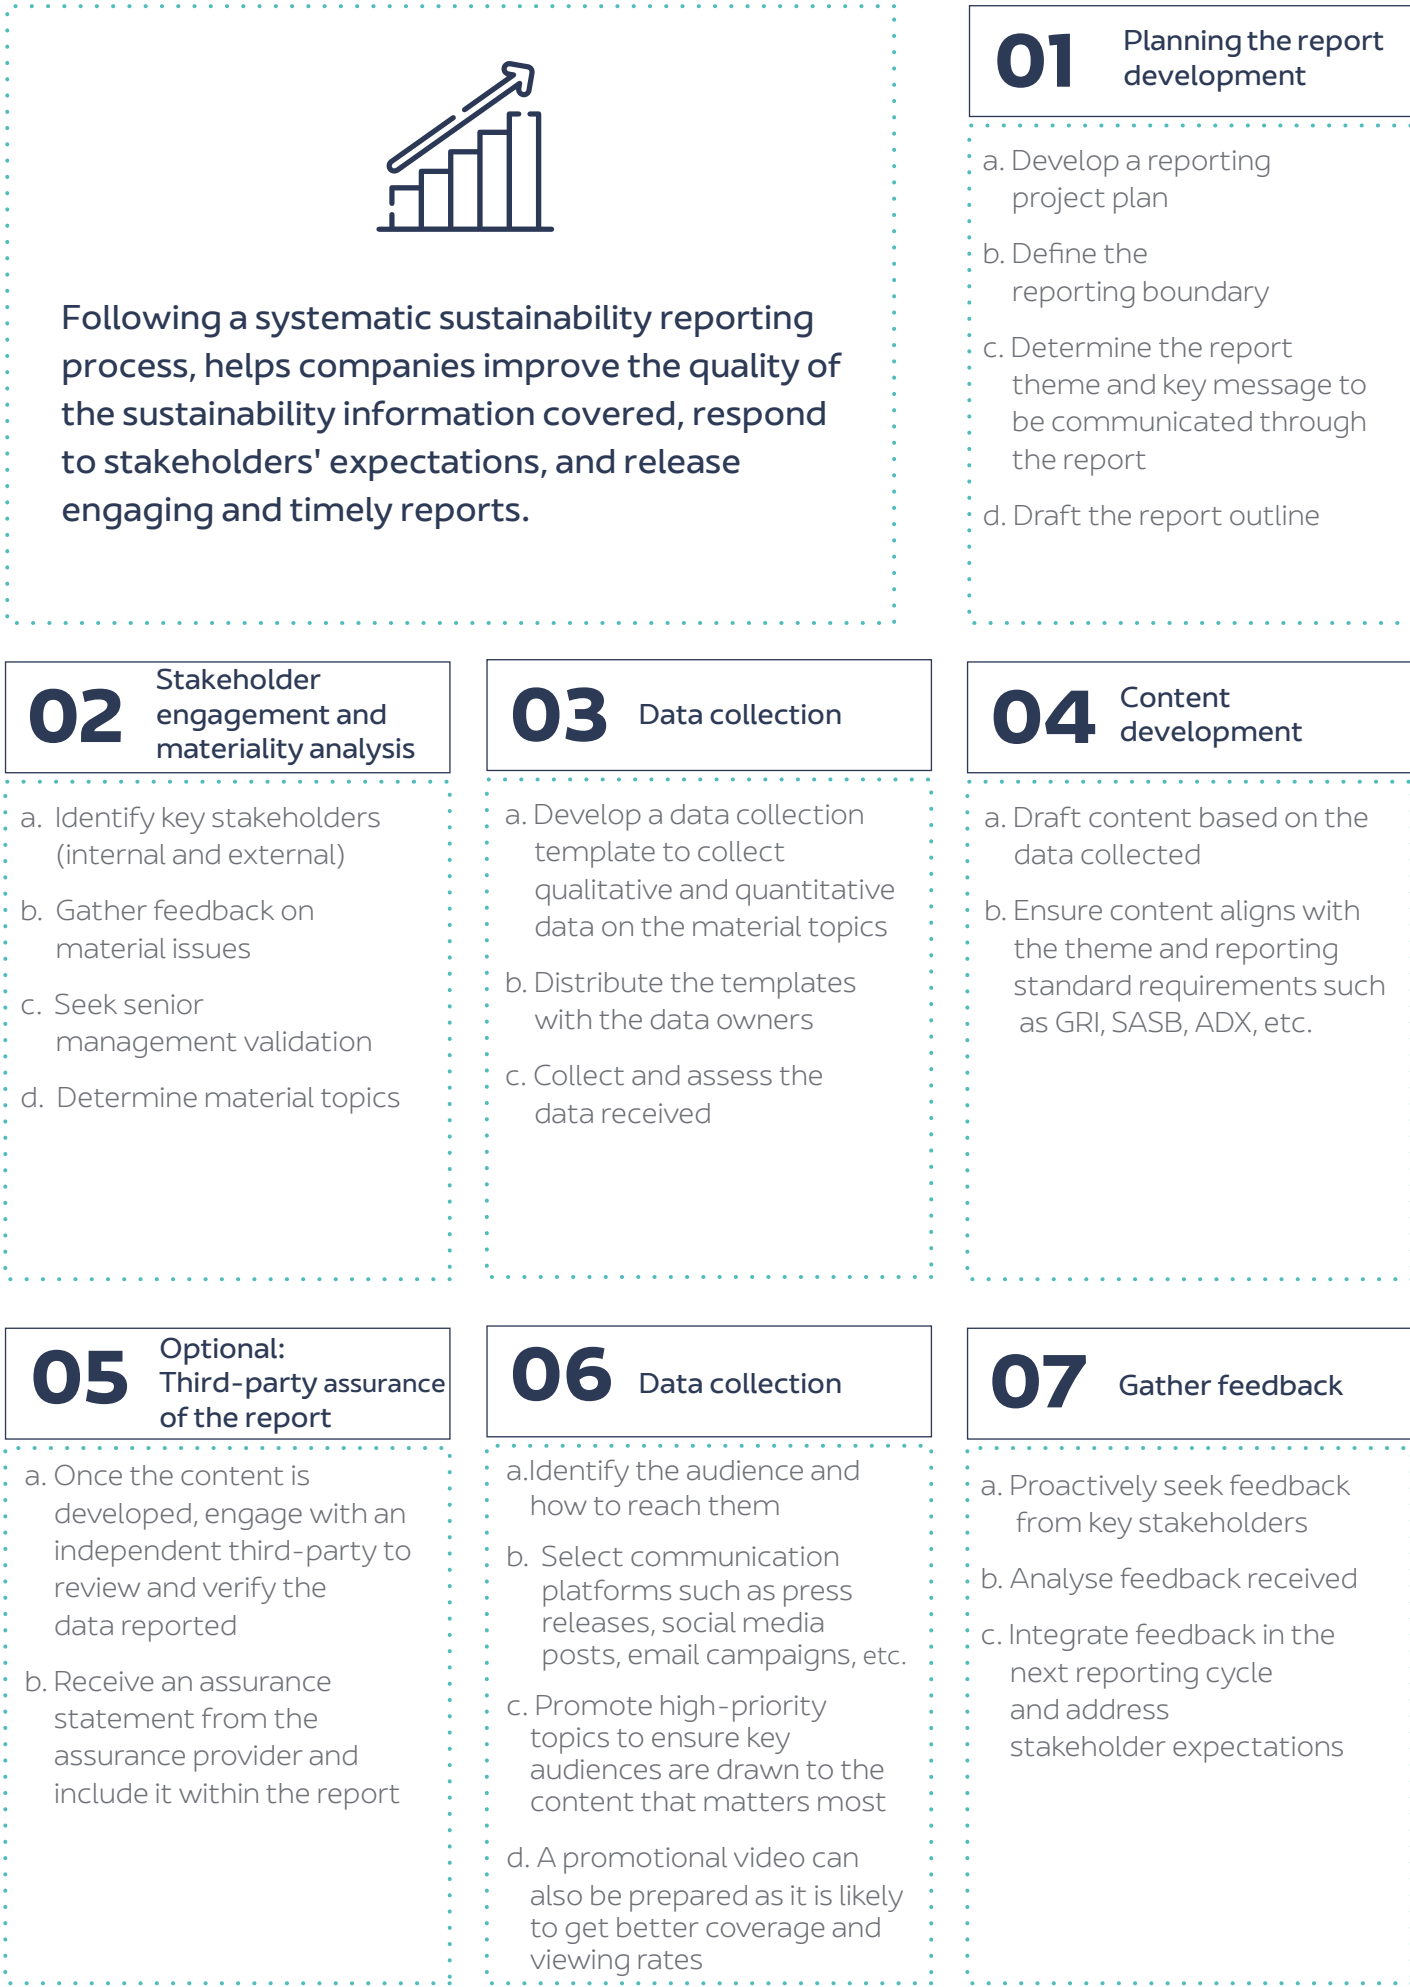 Following a systematic sustainability reporting
process, helps companies improve the quality of
the sustainability information covered, respond
to stakeholders' expectations, and release
engaging and timely reports.
01
Planning the report
development
a. Develop a reporting
project plan
b. Define the
reporting boundary
c. Determine the report
theme and key message to
be communicated through
the report
d. Draft the report outline
02
Stakeholder
engagement and
materiality analysis
a. Identify key stakeholders
(internal and external)
b. Gather feedback on
material issues
c. Seek senior
management validation
d. Determine material topics
03
Data collection
a. Develop a data collection
template to collect
qualitative and quantitative
data on the material topics
b. Distribute the templates
with the data owners
c. Collect and assess the
data received
04
Content
development
a. Draft content based on the
data collected
b. Ensure content aligns with
the theme and reporting
standard requirements such
as GRI, SASB, ADX, etc.
05
Optional:
Third-party assurance
of the report
a. Once the content is
developed, engage with an
independent third-party to
review and verify the
data reported
b. Receive an assurance
statement from the
assurance provider and
include it within the report
06
Data collection
a.Identify the audience and
how to reach them
b. Select communication
platforms such as press
releases, social media
posts, email campaigns, etc.
c. Promote high-priority
topics to ensure key
audiences are drawn to the
content that matters most
d. A promotional video can
also be prepared as it is likely
to get better coverage and
viewing rates
07
Gather feedback
a. Proactively seek feedback
from key stakeholders
b. Analyse feedback received
c. Integrate feedback in the
next reporting cycle
and address
stakeholder expectations